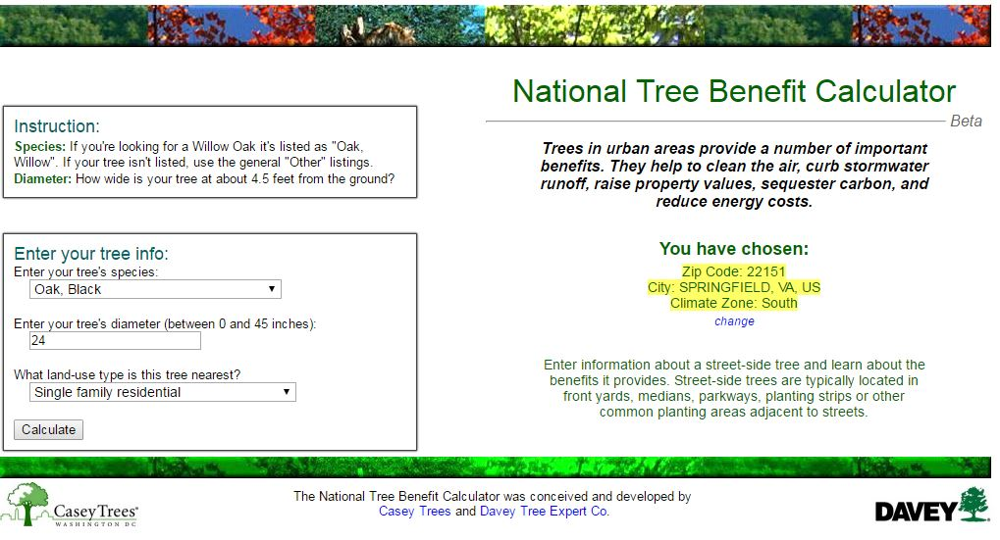 National Tree Benefit Calculator
Beta
Instruction:
Species: If you're looking for a Willow Oak it's listed as "Oak,
Willow". If your tree isn't listed, use the general "Other" listings.
Diameter: How wide is your tree at about 4.5 feet from the ground?
Enter your tree's info:
Enter your tree's species:
Oak, Black
Enter your tree's diameter (between 0 and 45 inches):
24
What land-use type is this tree nearest?
Single family residential
Calculate
Trees in urban areas provide a number of important
benefits. They help to clean the air, curb stormwater
runoff, raise property values, sequester carbon, and
reduce energy costs.
You have chosen:
Zip Code: 22151
City: SPRINGFIELD, VA, US
Climate Zone: South
change
Enter information about a street-side tree and learn about the
benefits it provides. Street-side trees are typically located in
front yards, medians, parkways, planting strips or other
common planting areas adjacent to streets.
Casey Trees®
WASHINGTON DC
The National Tree Benefit Calculator was conceived and developed by
Casey Trees and Davey Tree Expert Co.
DAVEY